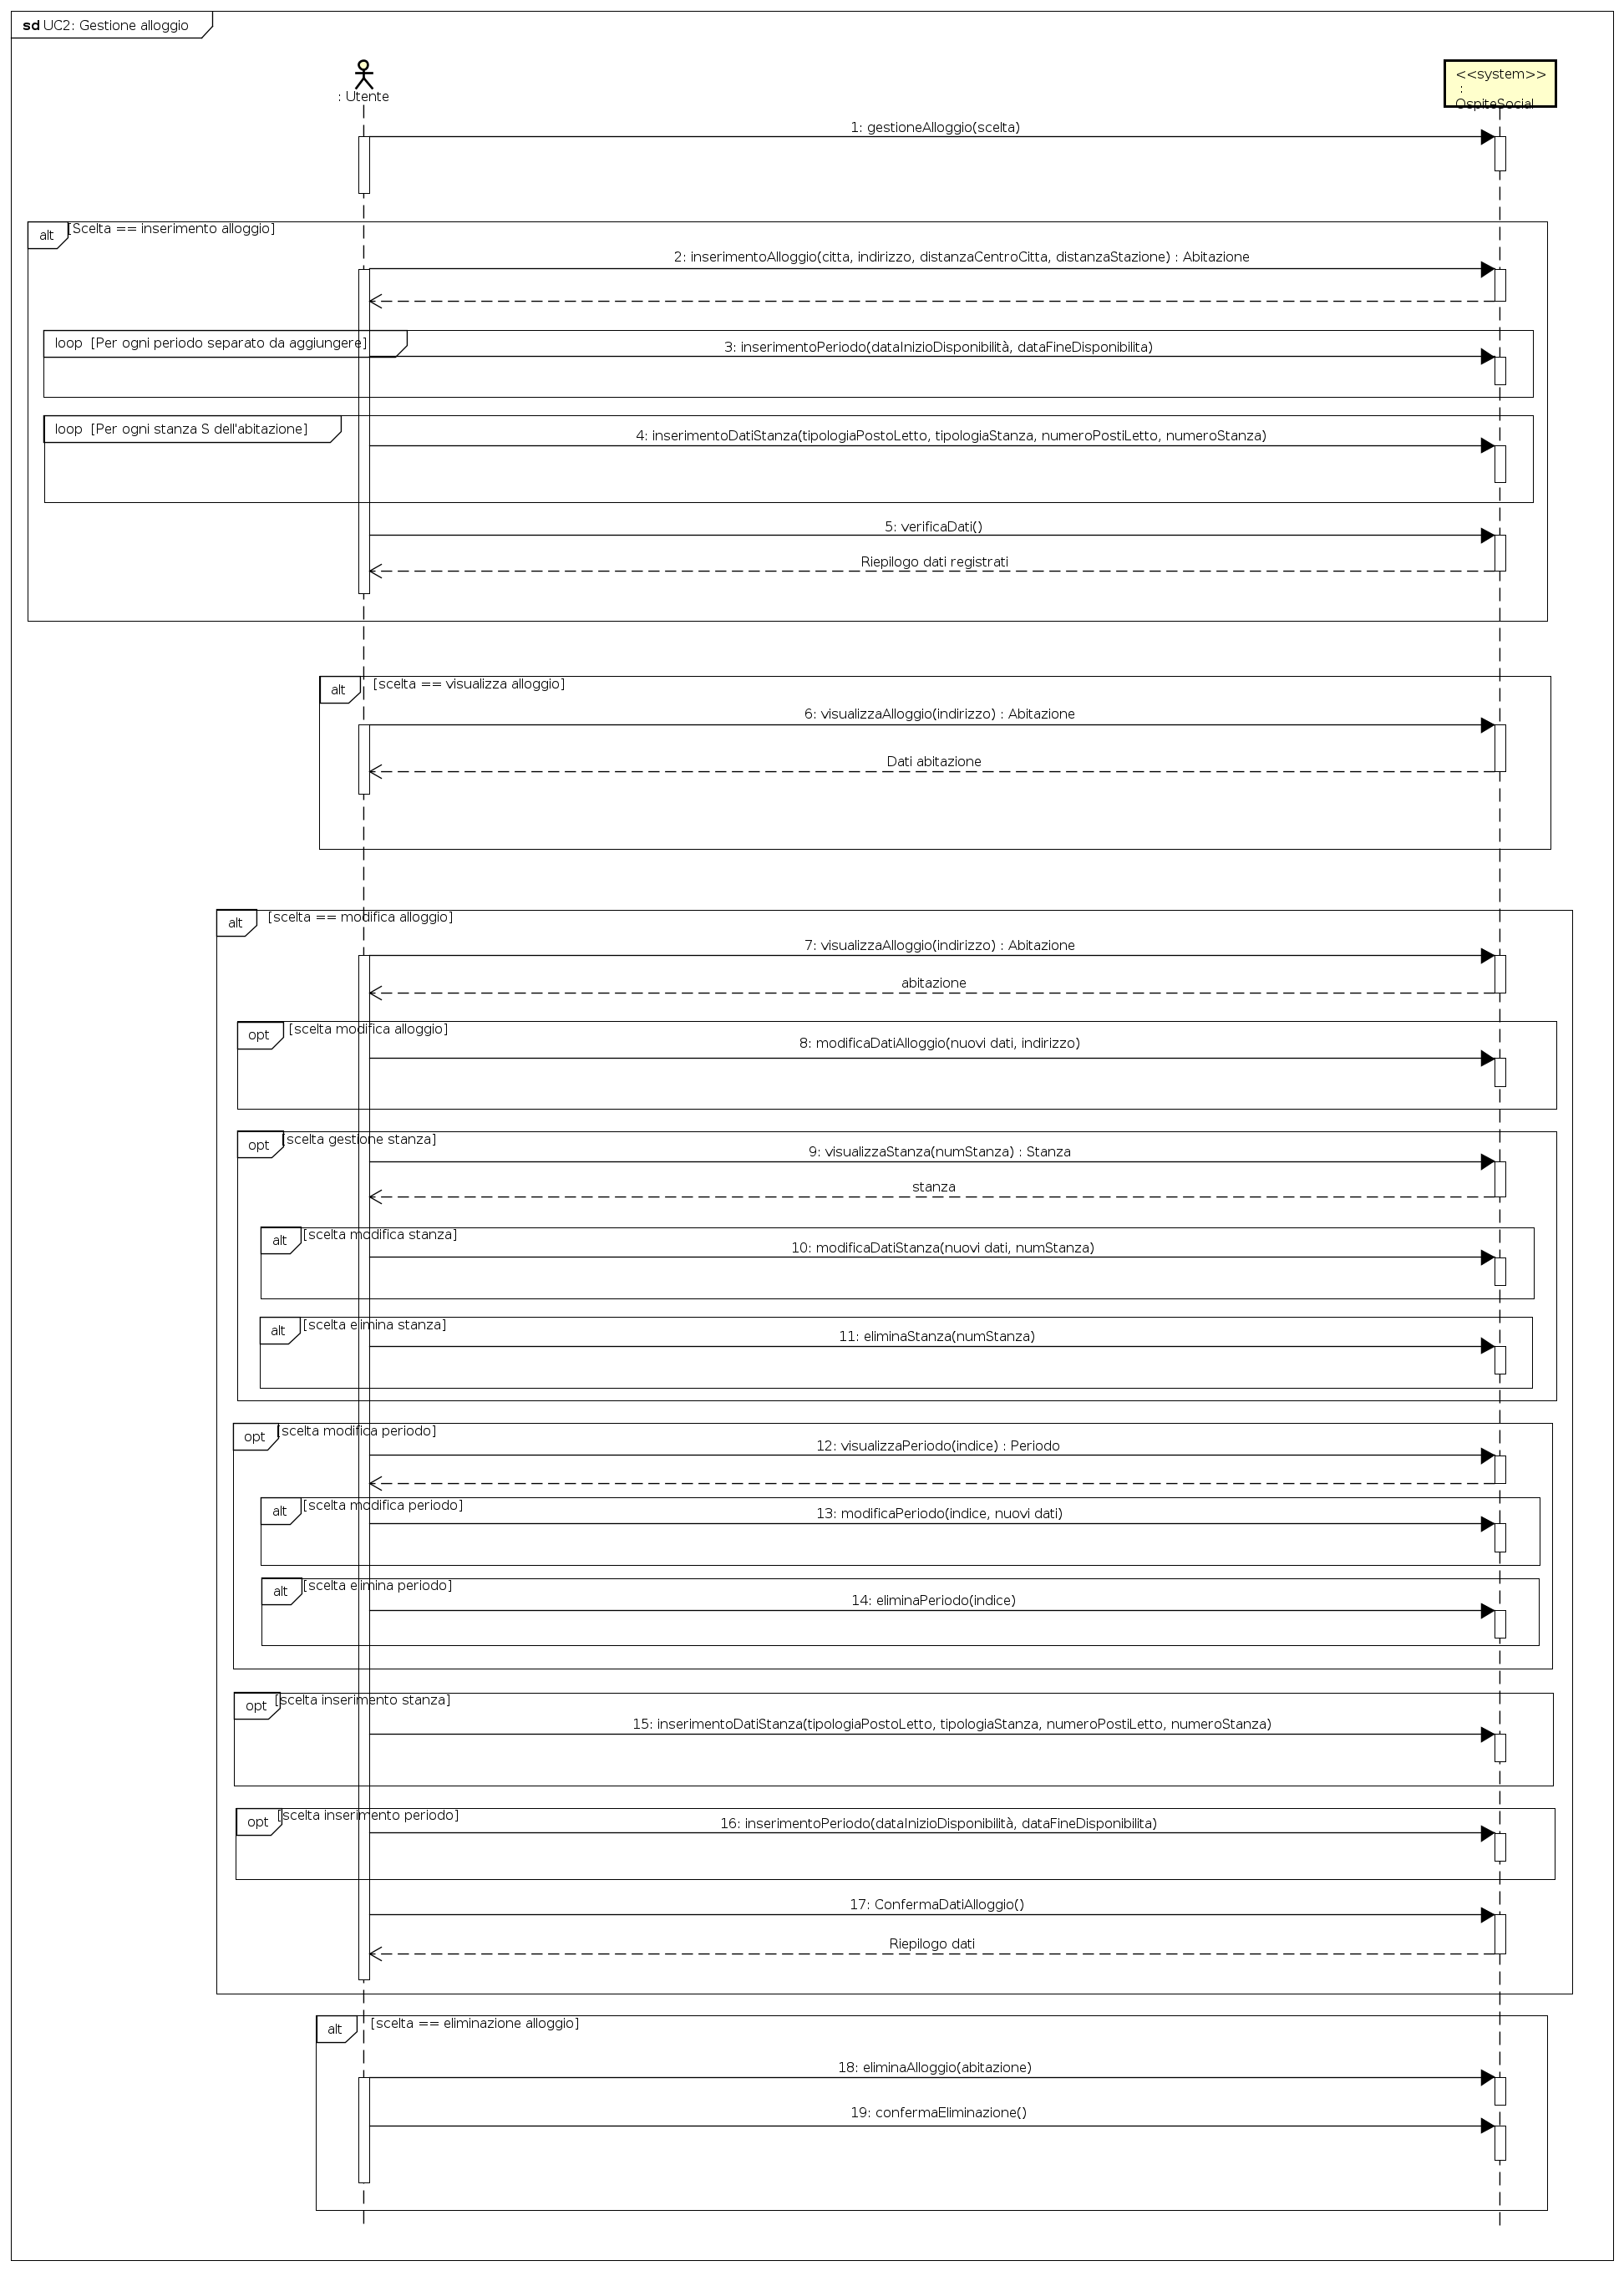 sd UC2: Gestione alloggio
: Utente
<<system>>
:
OspiteSocial
1: gestioneAlloggio(scelta)
alt [Scelta == inserimento alloggio]
2: inserimentoAlloggio(citta, indirizzo, distanzaCentroCitta, distanzaStazione) : Abitazione
loop [Per ogni periodo separato da aggiungere]
3: inserimentoPeriodo(dataInizioDisponibilità, dataFineDisponibilita)
loop [Per ogni stanza S dell'abitazione]
4: inserimentoDatiStanza(tipologiaPostoLetto, tipologiaStanza, numeroPostiLetto, numeroStanza)
5: verificaDati()
Riepilogo dati registrati
alt [scelta == visualizza alloggio]
6: visualizzaAlloggio(indirizzo) : Abitazione
Dati abitazione
alt [scelta == modifica alloggio]
7: visualizzaAlloggio(indirizzo) : Abitazione
abitazione
opt [scelta modifica alloggio]
8: modificaDatiAlloggio(nuovi dati, indirizzo)
opt [scelta gestione stanza]
9: visualizzaStanza(numStanza) : Stanza
stanza
alt [scelta modifica stanza]
10: modificaDatiStanza(nuovi dati, numStanza)
alt [scelta elimina stanza]
11: eliminaStanza(numStanza)
opt [scelta modifica periodo]
12: visualizzaPeriodo(indice) : Periodo
alt [scelta modifica periodo]
13: modificaPeriodo(indice, nuovi dati)
alt [scelta elimina periodo]
14: eliminaPeriodo(indice)
opt [scelta inserimento stanza]
15: inserimentoDatiStanza(tipologiaPostoLetto, tipologiaStanza, numeroPostiLetto, numeroStanza)
opt [scelta inserimento periodo]
16: inserimentoPeriodo(dataInizioDisponibilità, dataFineDisponibilita)
17: ConfermaDatiAlloggio()
Riepilogo dati
alt [scelta == eliminazione alloggio]
18: eliminaAlloggio(abitazione)
19: confermaEliminazione()